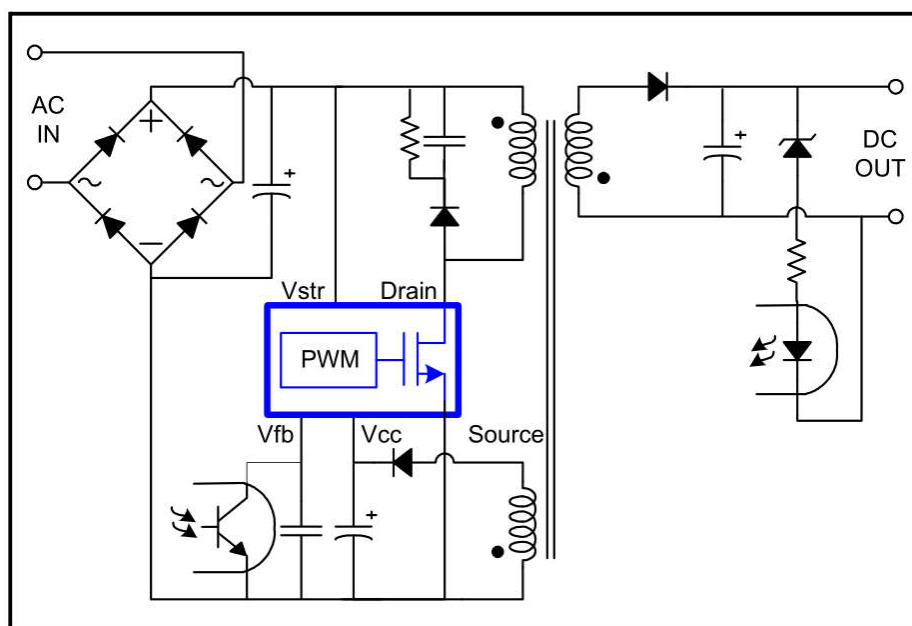 AC
IN
+
~
~
−
+
+
DC
OUT
Vstr
Drain
PWM
Vfb
Vcc
Source
+